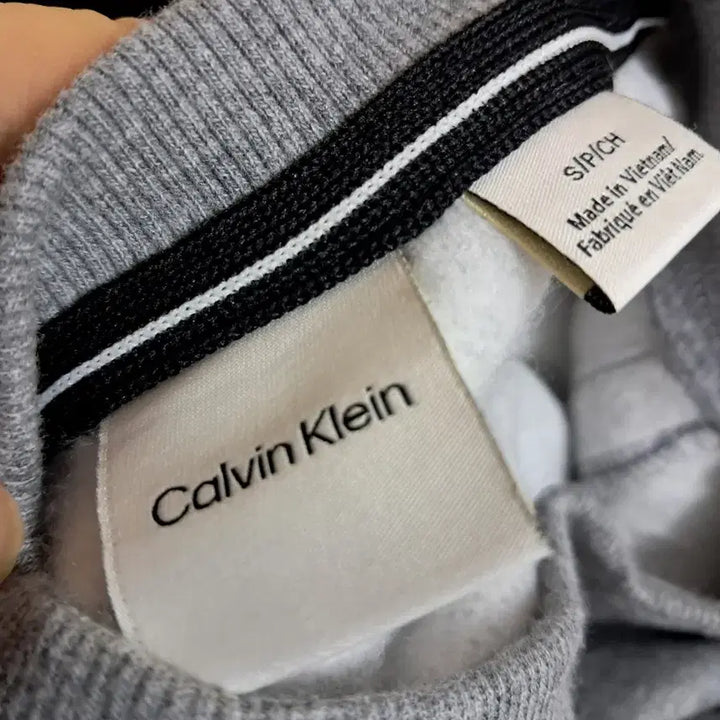 S/P/CH
Made in Vietnam/
Fabriqué en Việt Nam
Calvin Klein